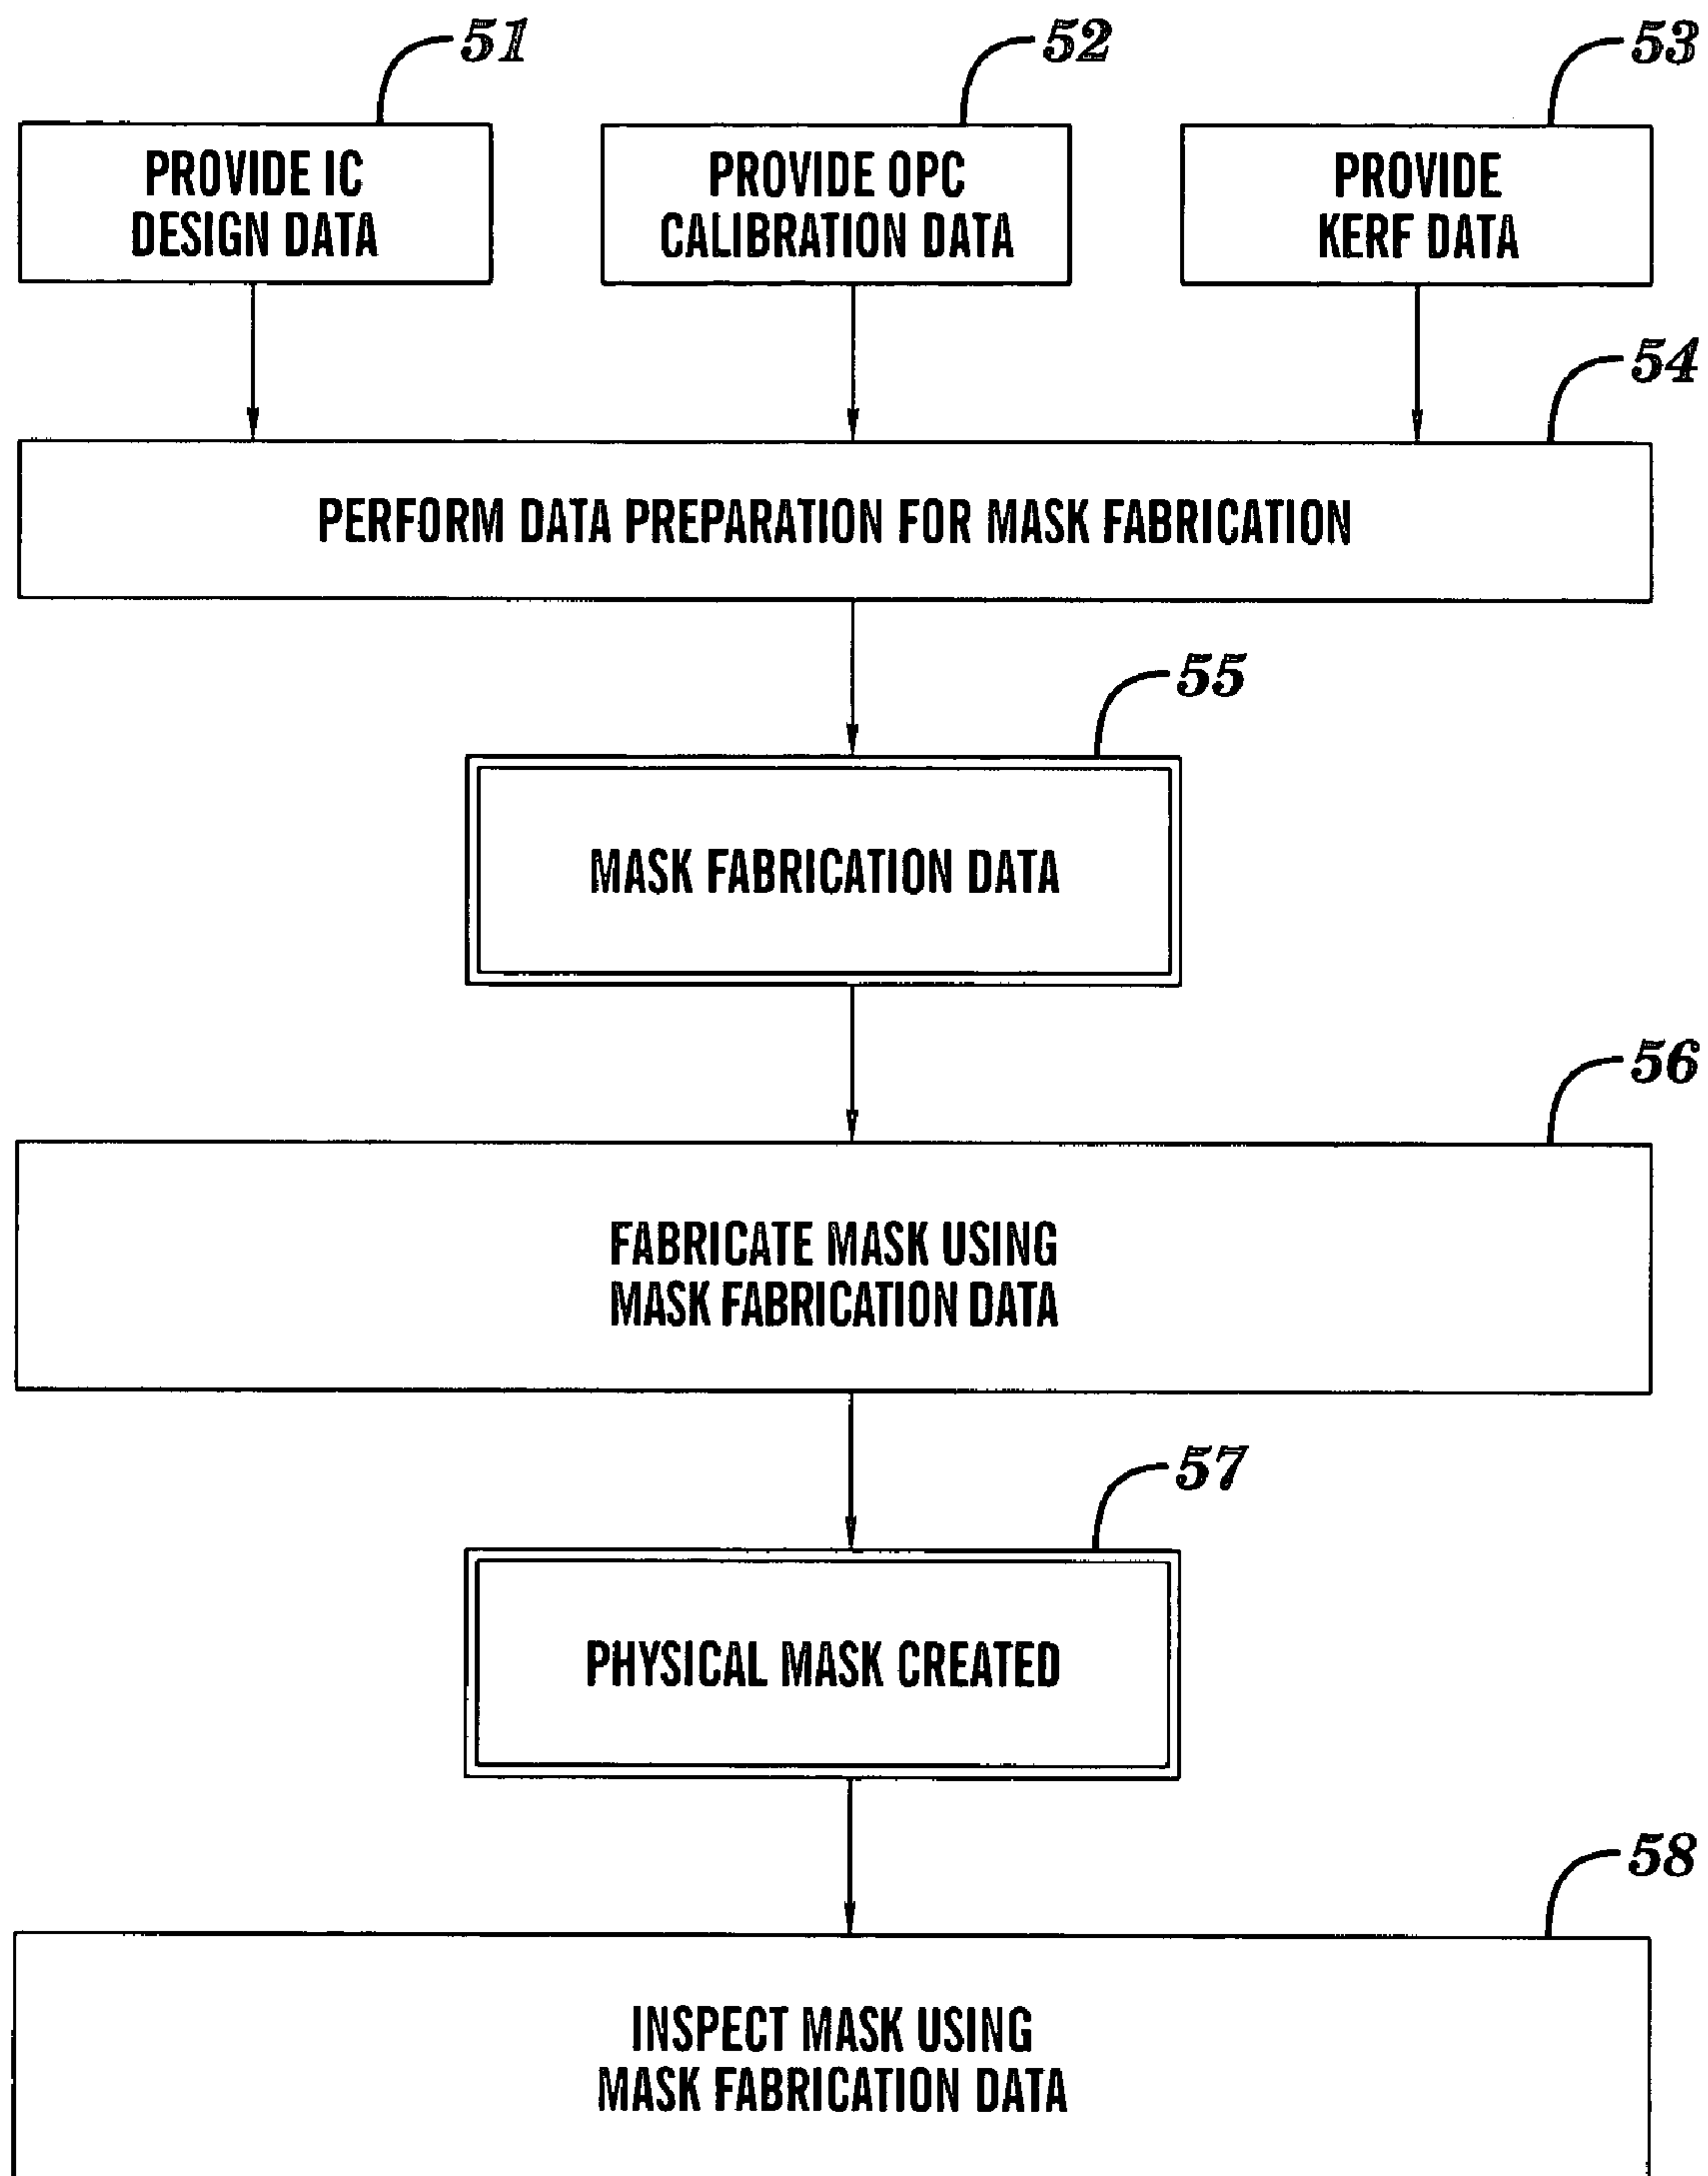 51
52
53
PROVIDE IC
DESIGN DATA
PROVIDE OPC
CALIBRATION DATA
PROVIDE
KERF DATA
54
PERFORM DATA PREPARATION FOR MASK FABRICATION
55
MASK FABRICATION DATA
56
FABRICATE MASK USING
MASK FABRICATION DATA
57
PHYSICAL MASK CREATED
58
INSPECT MASK USING
MASK FABRICATION DATA